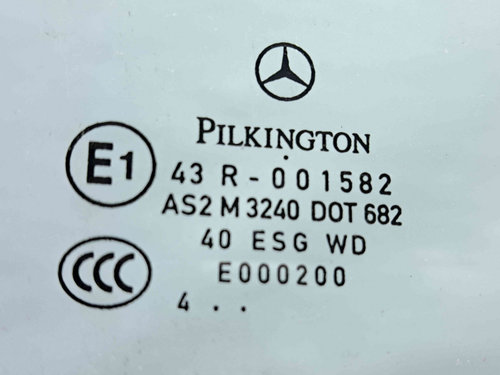 PILKINGTON
E1
43 R - 001582
AS2 M 3240 DOT 682
40 ESG WD
CCC
E000200
4 . .